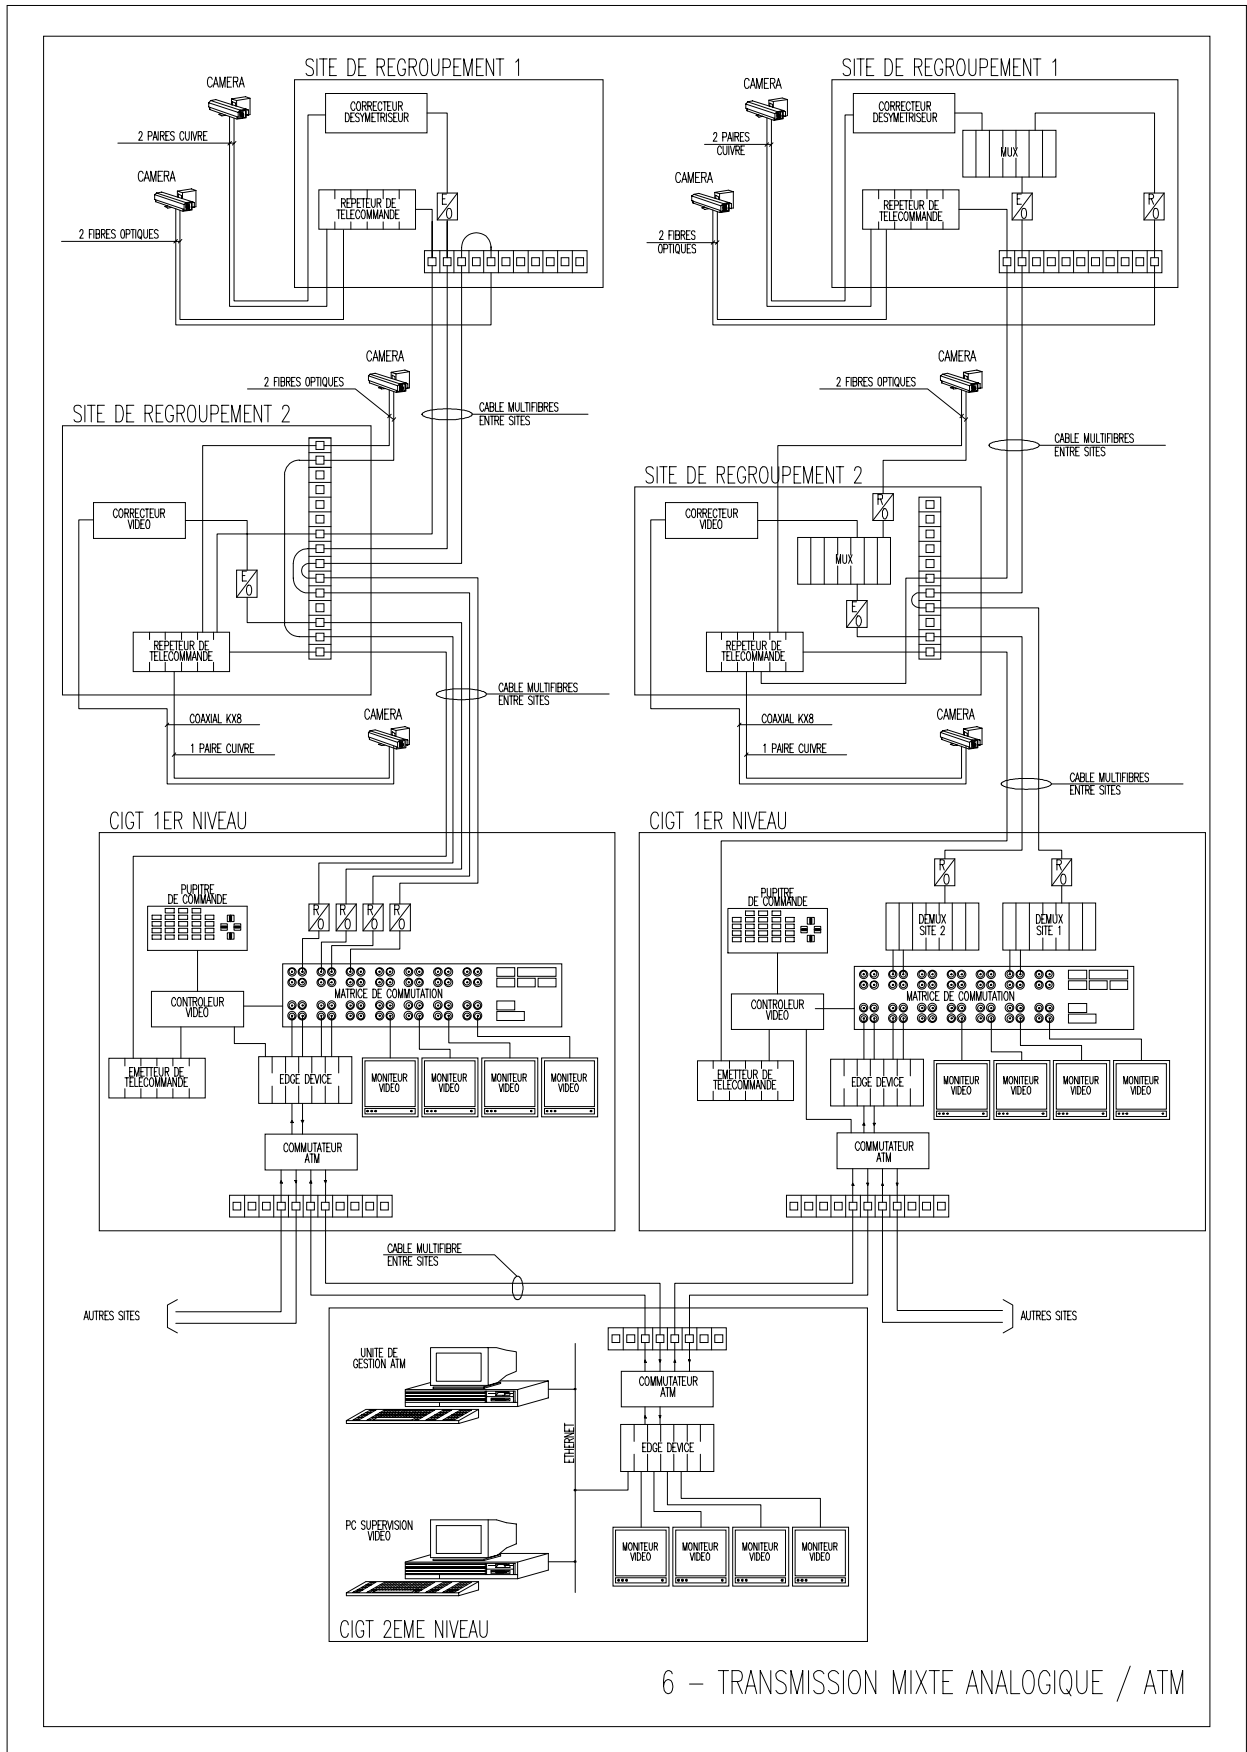 SITE DE REGROUPEMENT 1
CAMERA
CORRECTEUR
DESYMETRISEUR
2 PAIRES CUIVRE
CAMERA
REPETEUR DE
TELECOMMANDE
E/O
2 FIBRES OPTIQUES
CAMERA
2 FIBRES OPTIQUES
CABLE MULTIFIBRES
ENTRE SITES
SITE DE REGROUPEMENT 2
CORRECTEUR
VIDEO
E/O
REPETEUR DE
TELECOMMANDE
CABLE MULTIFIBRES
ENTRE SITES
COAXIAL KX8
CAMERA
1 PAIRE CUIVRE
CIGT 1ER NIVEAU
PUPITRE
DE COMMANDE
R/O
R/O
R/O
R/O
MATRICE DE COMMUTATION
CONTROLEUR
VIDEO
EMETTEUR DE
TELECOMMANDE
EDGE DEVICE
MONITEUR
VIDEO
MONITEUR
VIDEO
MONITEUR
VIDEO
MONITEUR
VIDEO
COMMUTATEUR
ATM
SITE DE REGROUPEMENT 1
CAMERA
CORRECTEUR
DESYMETRISEUR
2 PAIRES
CUIVRE
MUX
CAMERA
REPETEUR DE
TELECOMMANDE
E/O
R/O
2 FIBRES
OPTIQUES
CAMERA
2 FIBRES OPTIQUES
CABLE MULTIFIBRES
ENTRE SITES
SITE DE REGROUPEMENT 2
R/O
CORRECTEUR
VIDEO
MUX
E/O
REPETEUR DE
TELECOMMANDE
COAXIAL KX8
CAMERA
1 PAIRE CUIVRE
CABLE MULTIFIBRES
ENTRE SITES
CIGT 1ER NIVEAU
R/O
R/O
PUPITRE
DE COMMANDE
DEMUX
SITE 2
DEMUX
SITE 1
MATRICE DE COMMUTATION
CONTROLEUR
VIDEO
EMETTEUR DE
TELECOMMANDE
EDGE DEVICE
MONITEUR
VIDEO
MONITEUR
VIDEO
MONITEUR
VIDEO
MONITEUR
VIDEO
COMMUTATEUR
ATM
CABLE MULTIFIBRE
ENTRE SITES
AUTRES SITES
AUTRES SITES
UNITE DE
GESTION ATM
COMMUTATEUR
ATM
ETHERNET
EDGE DEVICE
PC SUPERVISION
VIDEO
MONITEUR
VIDEO
MONITEUR
VIDEO
MONITEUR
VIDEO
MONITEUR
VIDEO
CIGT 2EME NIVEAU
6 – TRANSMISSION MIXTE ANALOGIQUE / ATM